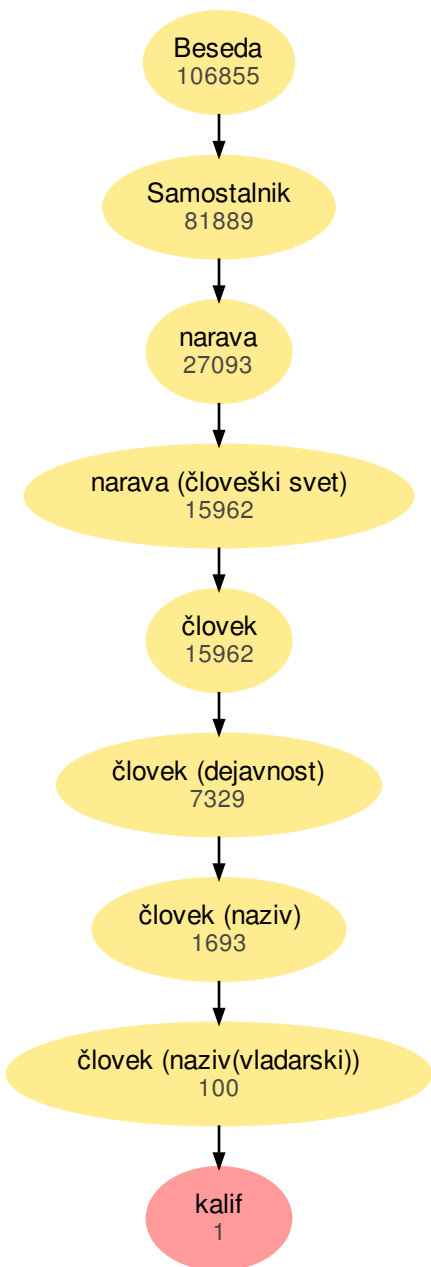 Beseda
106855
Samostalnik
81889
narava
27093
narava (človeški svet)
15962
človek
15962
človek (dejavnost)
7329
človek (naziv)
1693
človek (naziv(vladarski))
100
kalif
1